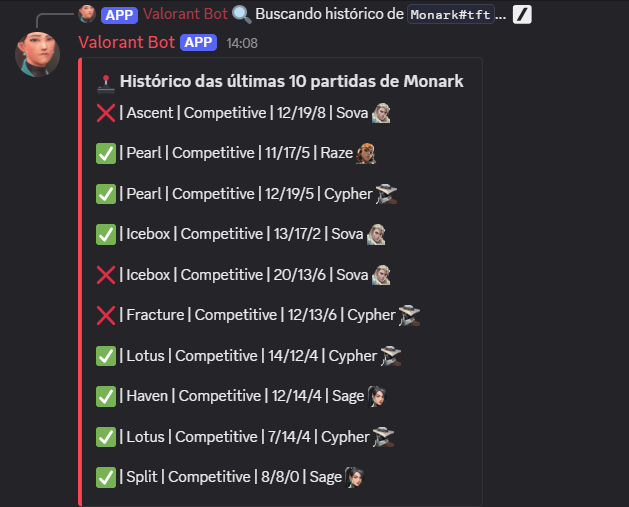 APP Valorant Bot 🔍 Buscando histórico de Monark#tft...
Valorant Bot APP 14:08
Histórico das últimas 10 partidas de Monark
❌ | Ascent | Competitive | 12/19/8 | Sova
✅ | Pearl | Competitive | 11/17/5 | Raze
✅ | Pearl | Competitive | 12/19/5 | Cypher
✅ | Icebox | Competitive | 13/17/2 | Sova
❌ | Icebox | Competitive | 20/13/6 | Sova
❌ | Fracture | Competitive | 12/13/6 | Cypher
✅ | Lotus | Competitive | 14/12/4 | Cypher
✅ | Haven | Competitive | 12/14/4 | Sage
✅ | Lotus | Competitive | 7/14/4 | Cypher
✅ | Split | Competitive | 8/8/0 | Sage